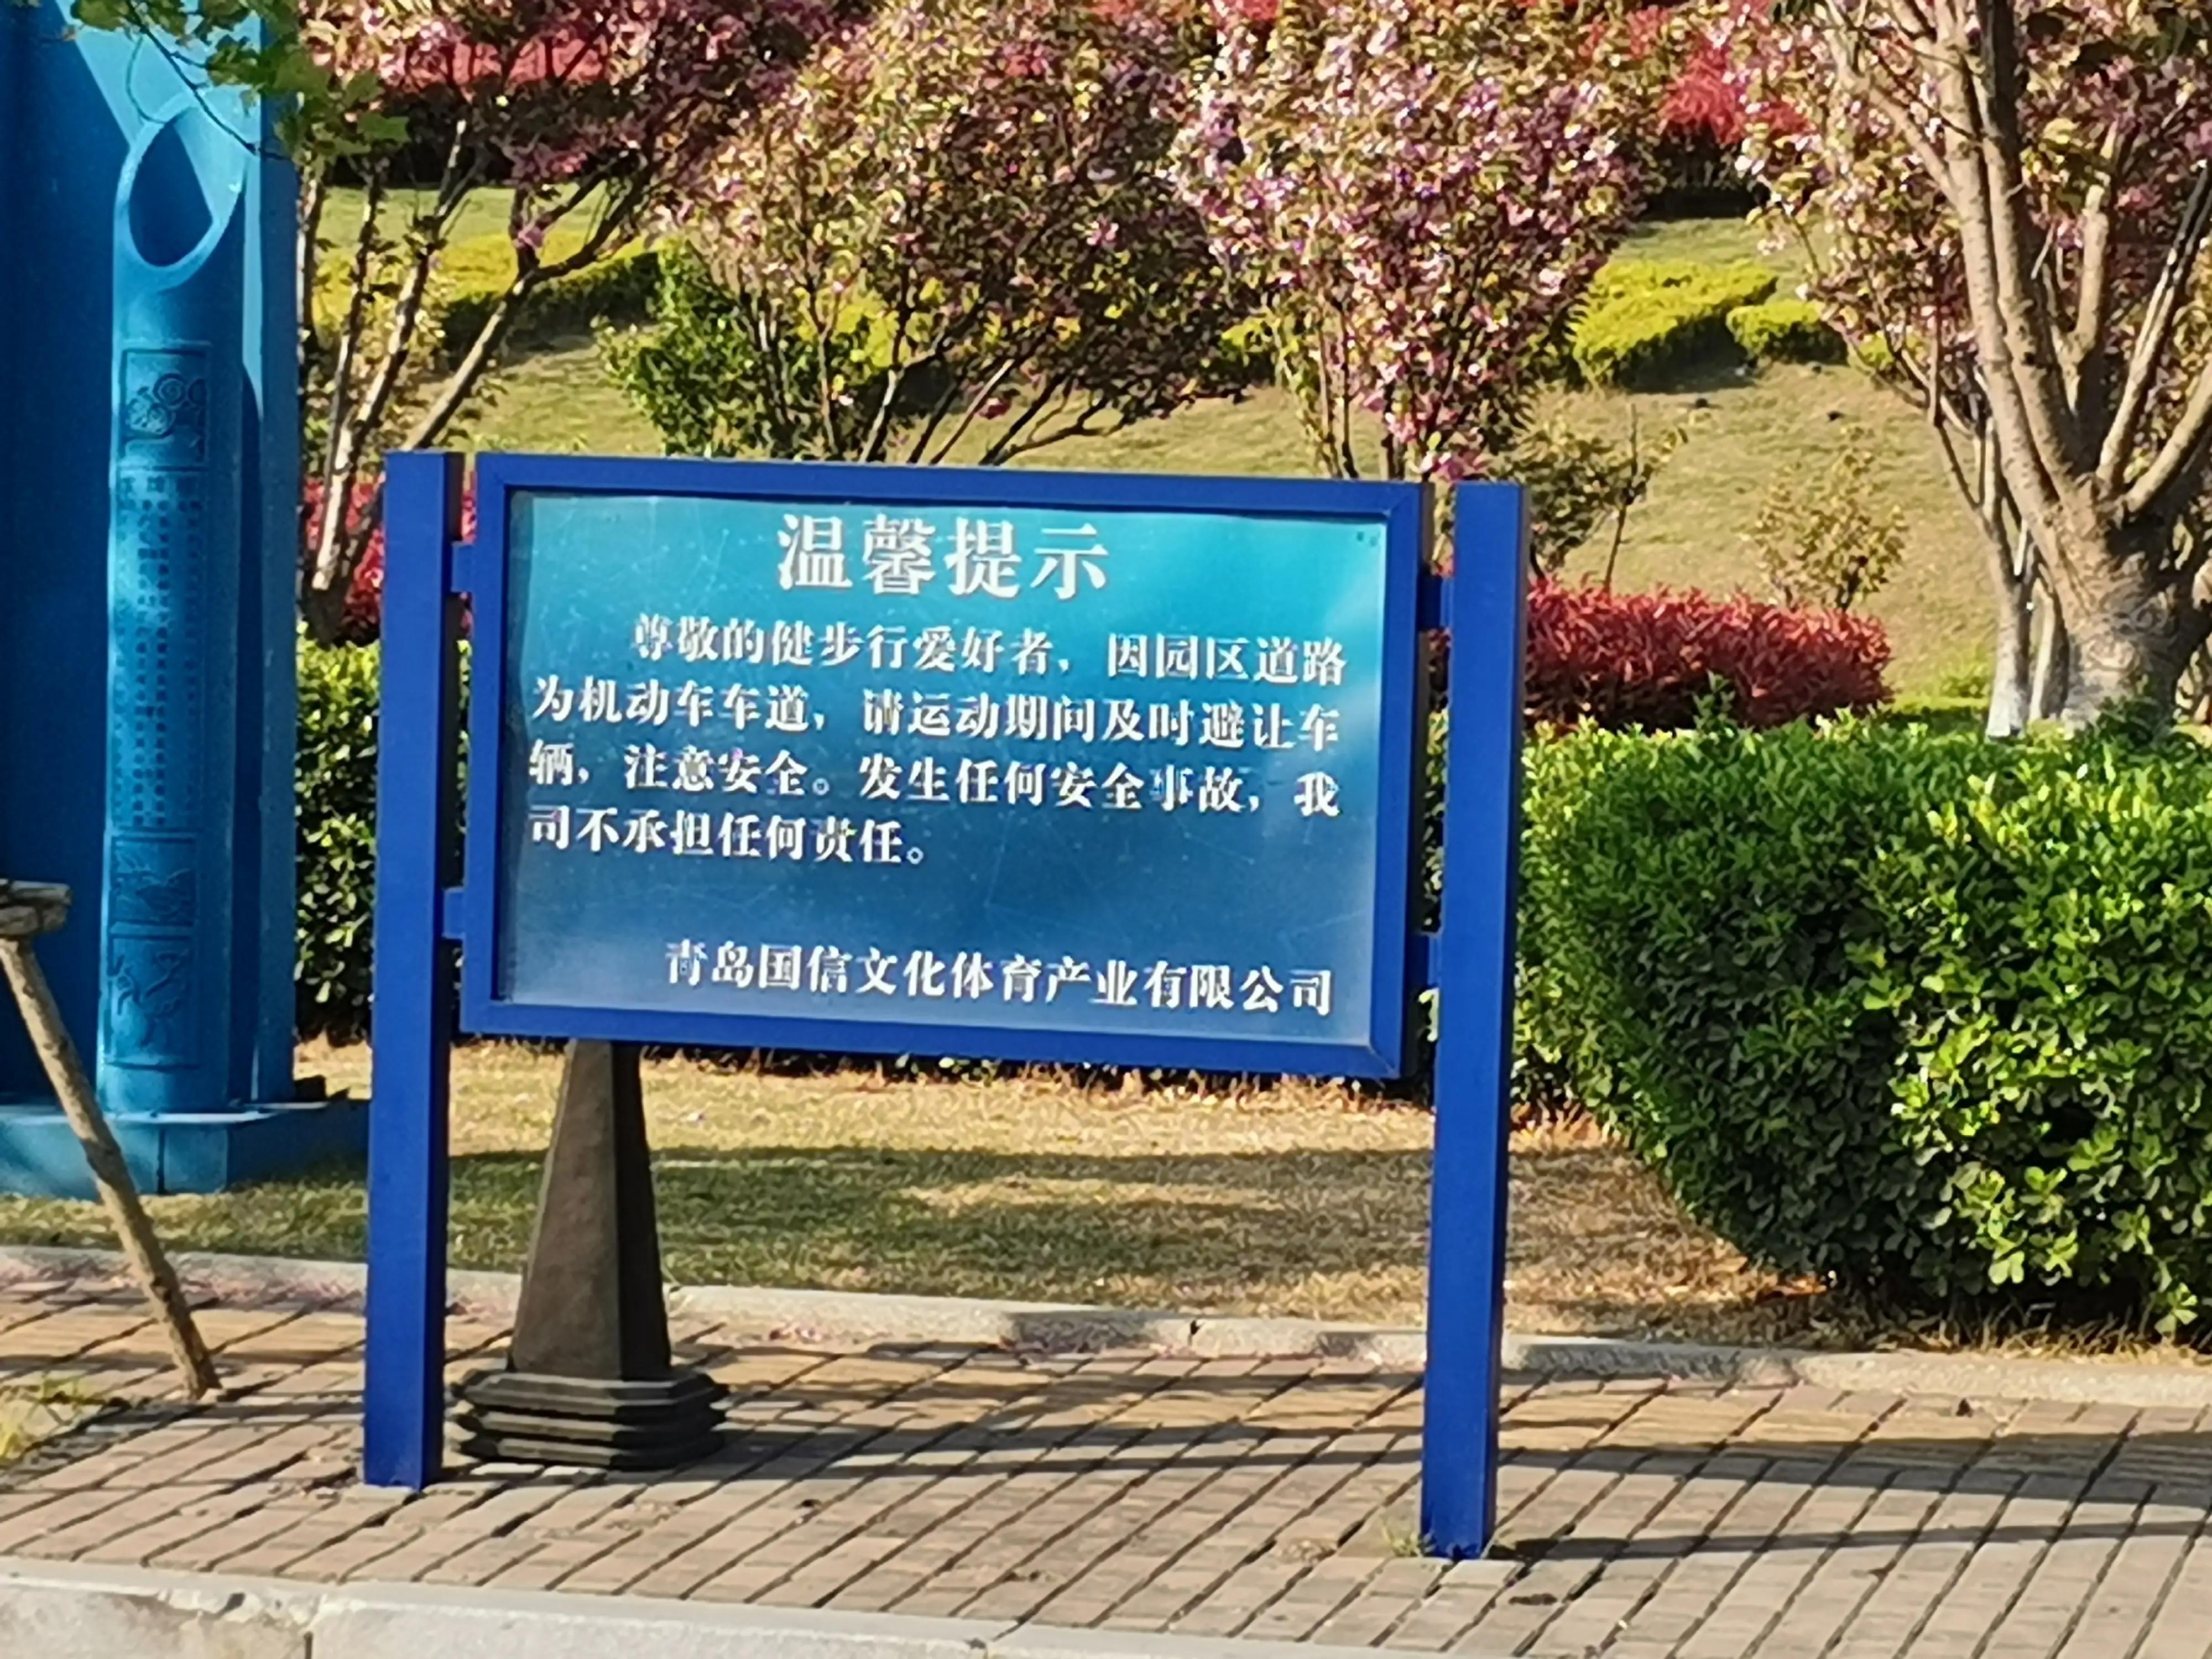 温馨提示
尊敬的健步行爱好者，因园区道路
为机动车车道，请运动期间及时避让车
辆，注意安全。发生任何安全事故，我
司不承担任何责任。
青岛国信文化体育产业有限公司